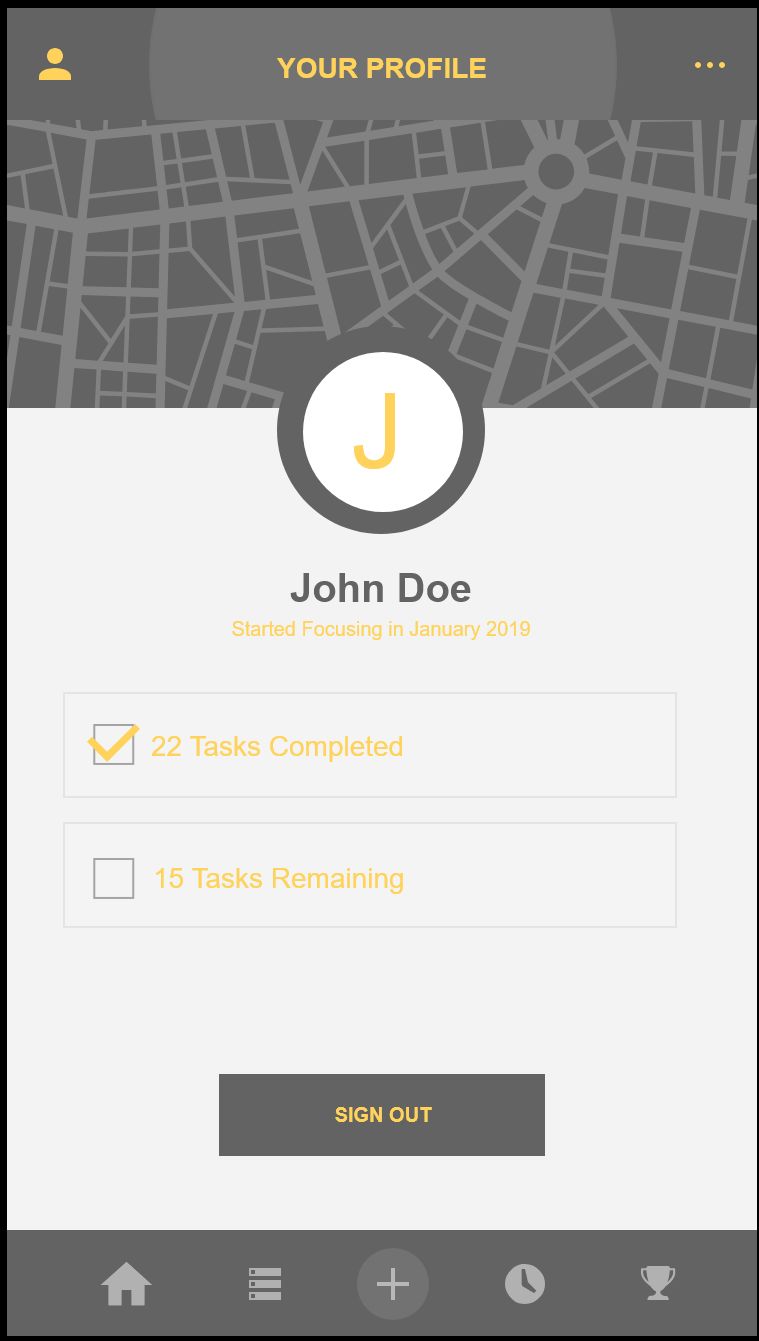 YOUR PROFILE
J
John Doe
Started Focusing in January 2019
22 Tasks Completed
15 Tasks Remaining
SIGN OUT